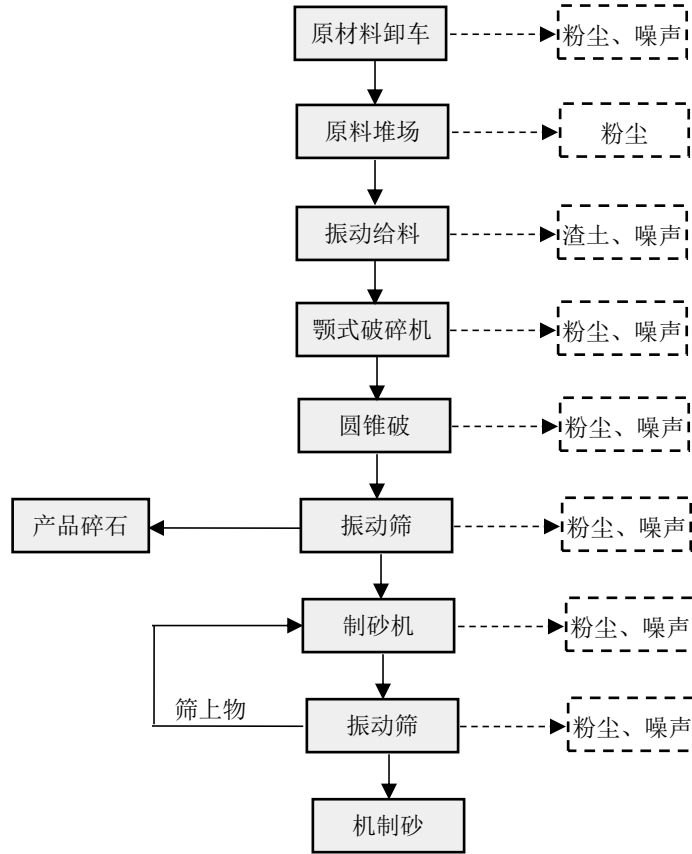 原材料卸车
粉尘、噪声
原料堆场
粉尘
振动给料
渣土、噪声
颚式破碎机
粉尘、噪声
圆锥破
粉尘、噪声
产品碎石
振动筛
粉尘、噪声
制砂机
粉尘、噪声
筛上物
振动筛
粉尘、噪声
机制砂